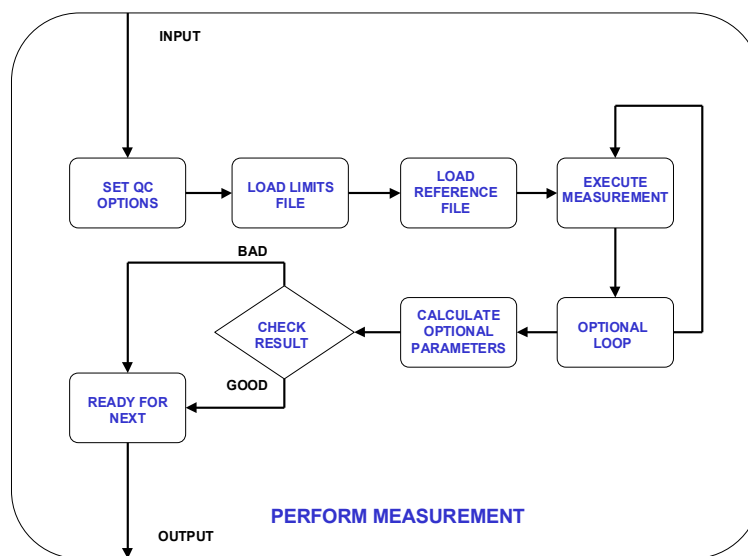 INPUT
SET QC
OPTIONS
LOAD LIMITS
FILE
LOAD
REFERENCE
FILE
EXECUTE
MEASUREMENT
BAD
CHECK
RESULT
CALCULATE
OPTIONAL
PARAMETERS
OPTIONAL
LOOP
GOOD
READY FOR
NEXT
PERFORM MEASUREMENT
OUTPUT